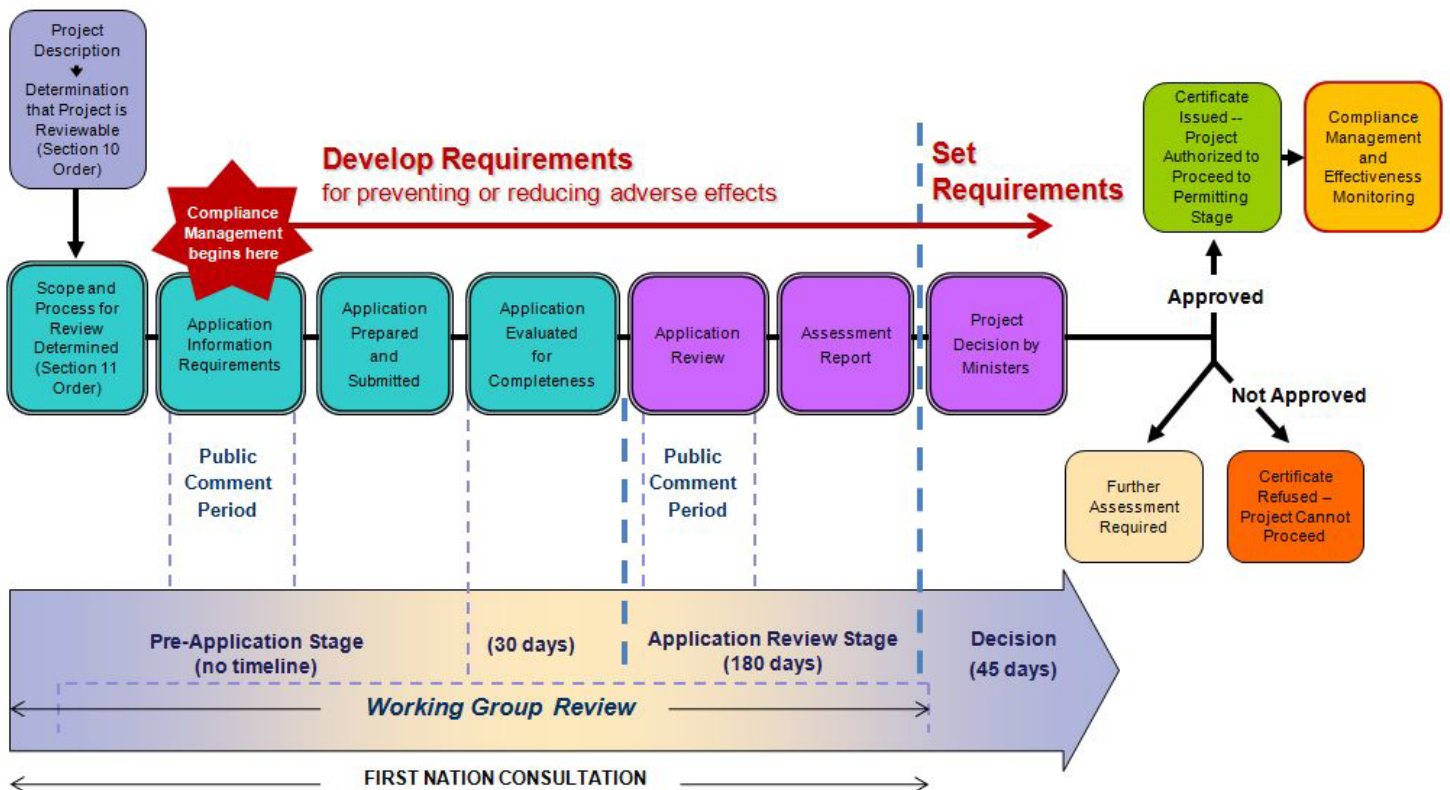 Project
Description
Determination
that Project is
Reviewable
(Section 10
Order)
Compliance
Management
begins here
Develop Requirements
for preventing or reducing adverse effects
Set
Requirements
Certificate
Issued --
Project
Authorized to
Proceed to
Permitting
Stage
Compliance
Management
and
Effectiveness
Monitoring
Scope and
Process for
Review
Determined
(Section 11
Order)
Application
Information
Requirements
Application
Prepared
and
Submitted
Application
Evaluated
for
Completeness
Application
Review
Assessment
Report
Project
Decision by
Ministers
Approved
Not Approved
Further
Assessment
Required
Certificate
Refused –
Project Cannot
Proceed
Public
Comment
Period
Public
Comment
Period
Pre-Application Stage
(no timeline)
(30 days)
Application Review Stage
(180 days)
Decision
(45 days)
Working Group Review
FIRST NATION CONSULTATION